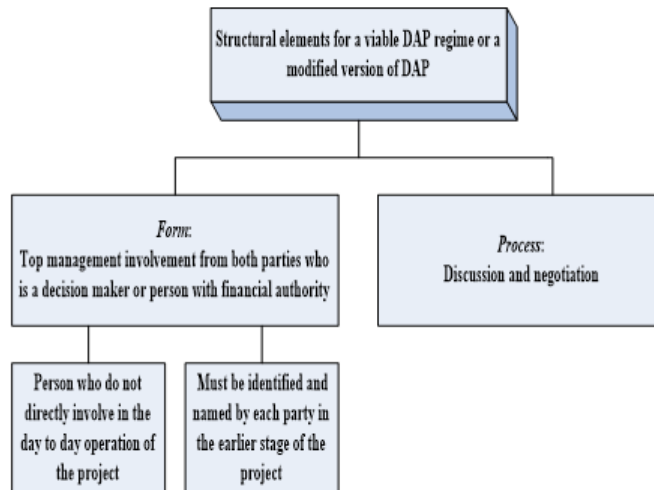 Structural elements for a viable DAP regime or a
modified version of DAP
Form:
Top management involvement from both parties who
is a decision maker or person with financial authority
Process:
Discussion and negotiation
Person who do not
directly involve in the
day to day operation of
the project
Must be identified and
named by each party in
the earlier stage of the
project